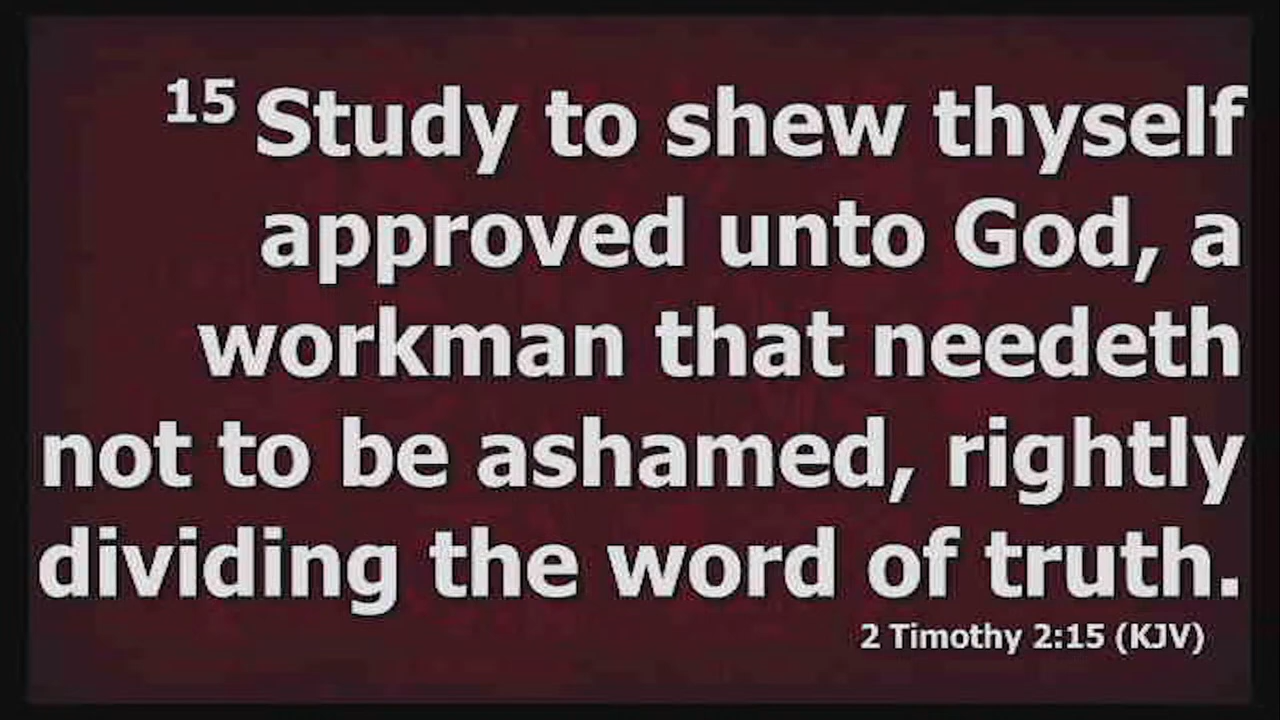 15 Study to shew thyself
approved unto God, a
workman that needeth
not to be ashamed, rightly
dividing the word of truth.
2 Timothy 2:15 (KJV)